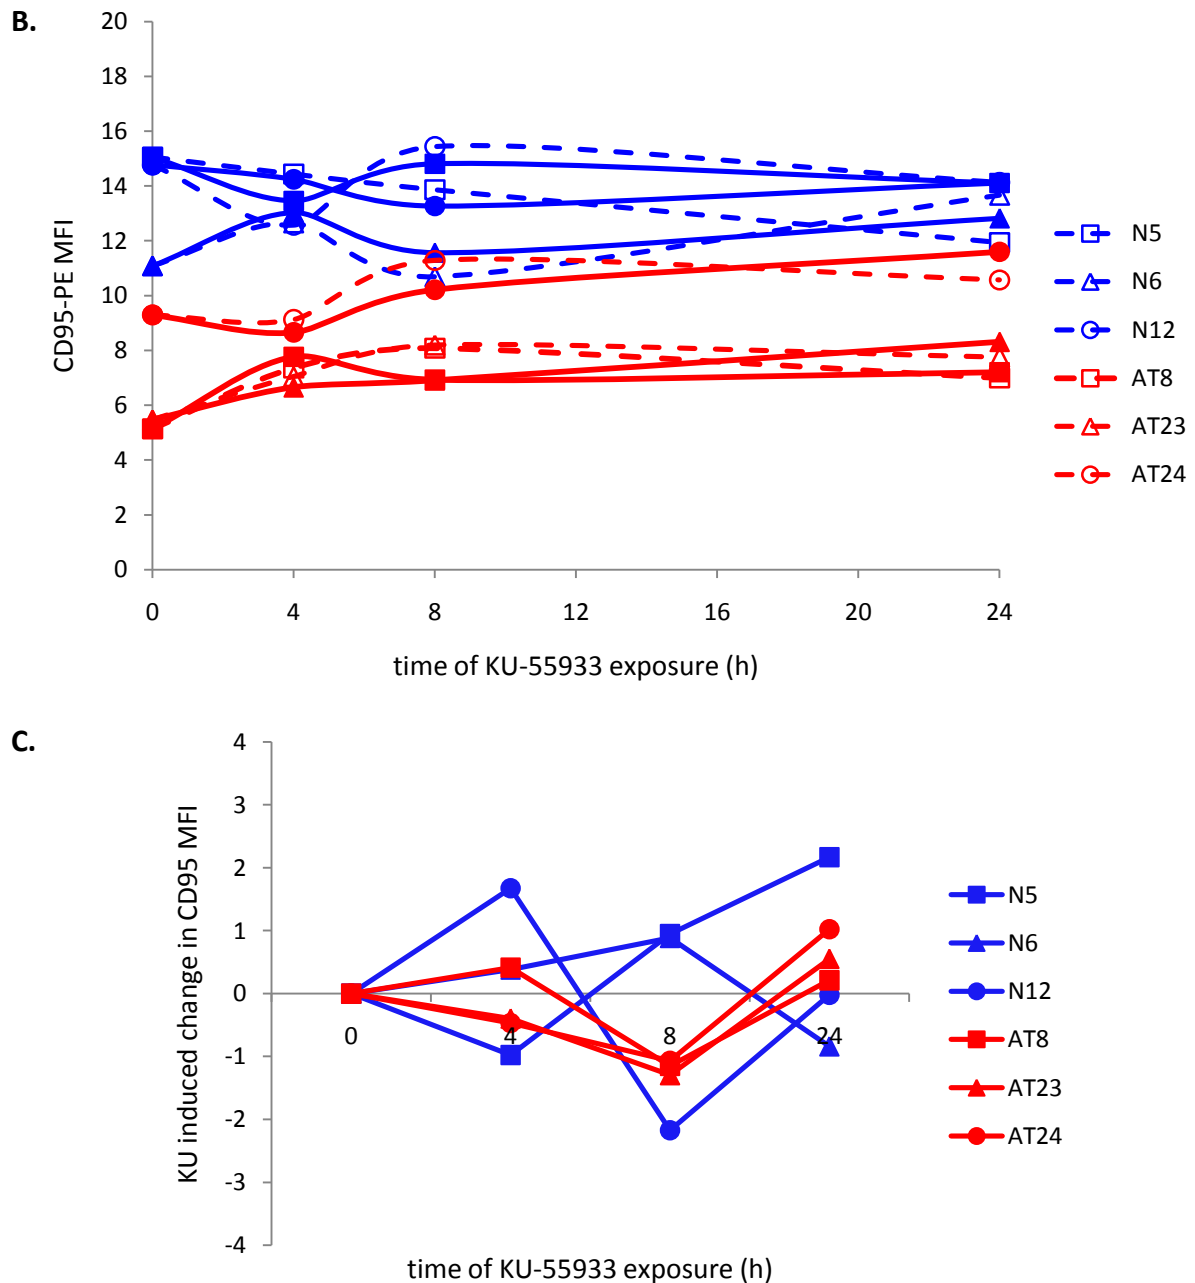 B.
CD95-PE MFI
20
18
16
14
12
10
8
6
4
2
0
0 4 8 12 16 20 24
time of KU-55933 exposure (h)
N5
N6
N12
AT8
AT23
AT24
C.
KU induced change in CD95 MFI
4
3
2
1
0
-1
-2
-3
-4
0 4 8 24
time of KU-55933 exposure (h)
N5
N6
N12
AT8
AT23
AT24